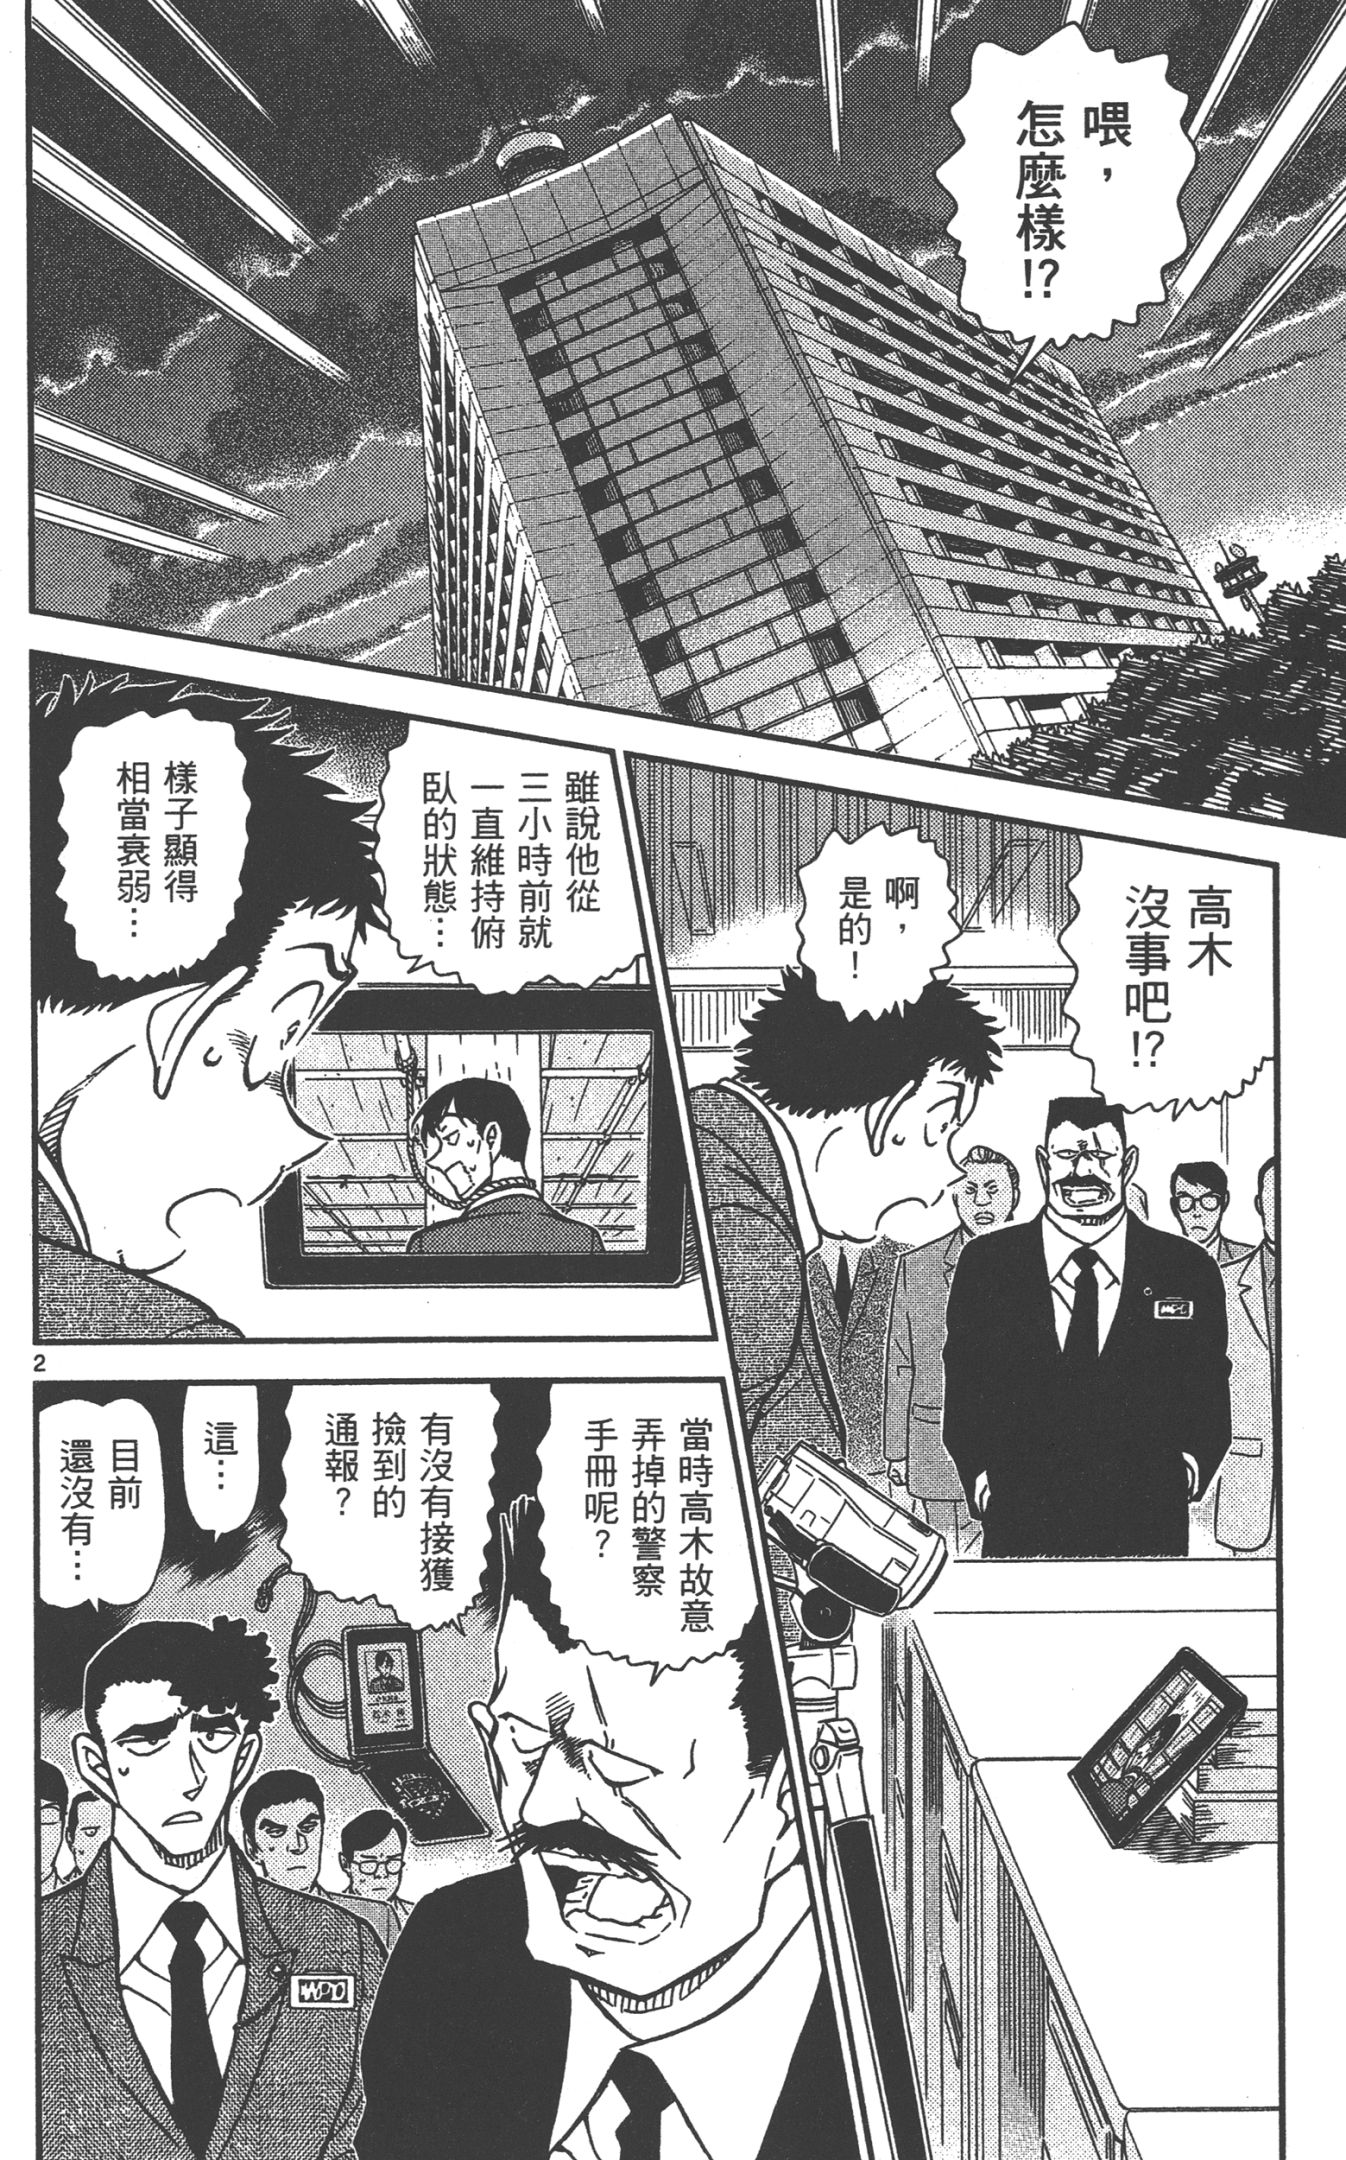 喂，
怎麼樣!?
高木
沒事吧!?
啊，
是的！
雖說他從
三小時前就
一直維持俯
臥的狀態…
樣子顯得
相當衰弱…
2
當時高木故意
弄掉的警察
手冊呢？
有沒有接獲
撿到的
通報？
這…
目前
還沒有…